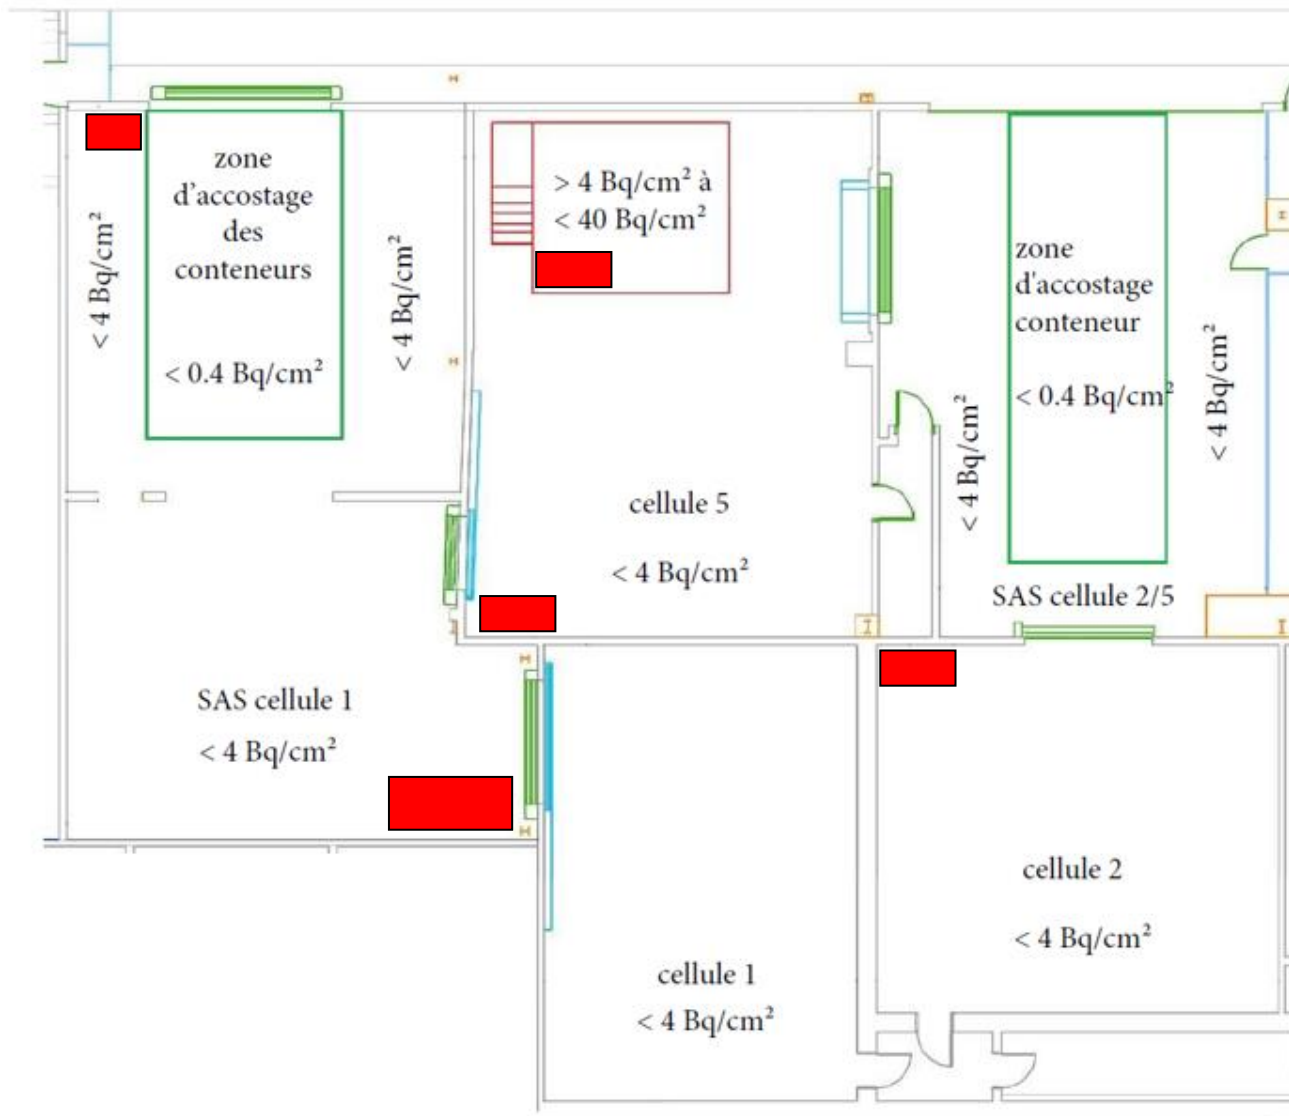 zone
d'accostage
des
conteneurs
< 0.4 Bq/cm²
< 4 Bq/cm²
< 4 Bq/cm²
> 4 Bq/cm² à
< 40 Bq/cm²
cellule 5
< 4 Bq/cm²
zone
d'accostage
conteneur
< 0.4 Bq/cm²
< 4 Bq/cm²
< 4 Bq/cm²
SAS cellule 2/5
SAS cellule 1
< 4 Bq/cm²
cellule 2
< 4 Bq/cm²
cellule 1
< 4 Bq/cm²